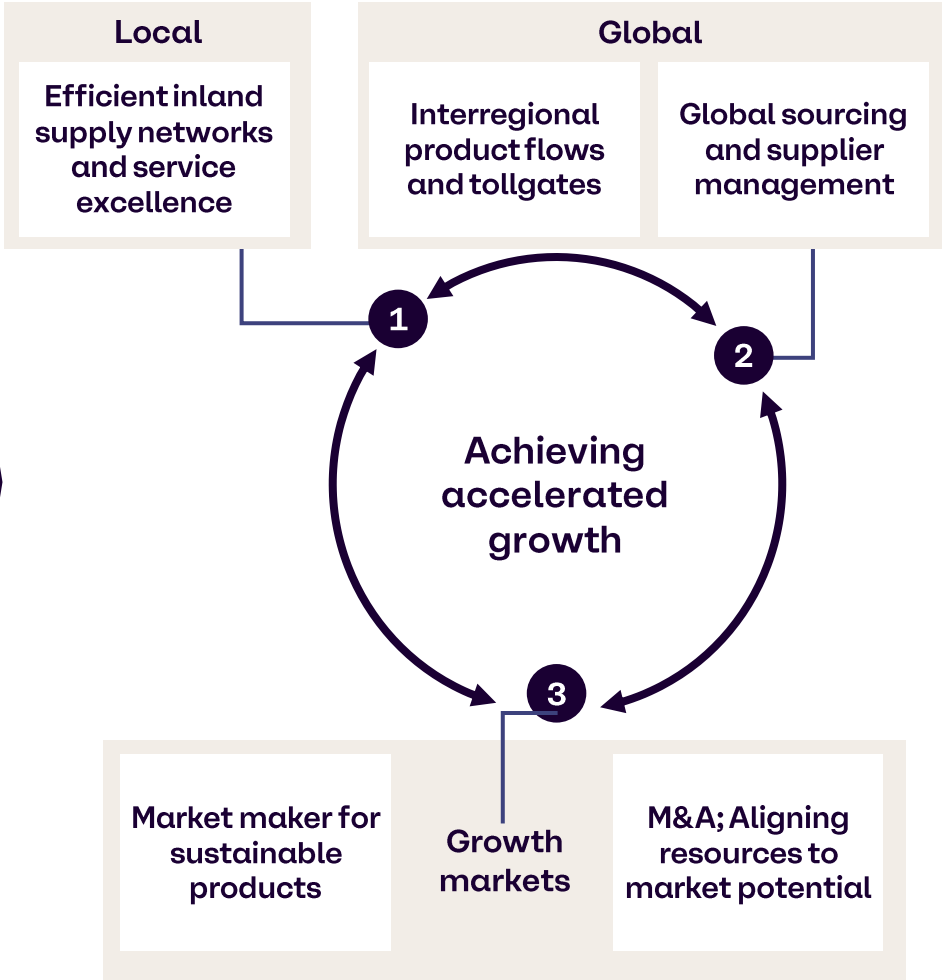 Local
Efficient inland
supply networks
and service
excellence
Global
Interregional
product flows
and tollgates
Global sourcing
and supplier
management
1
2
Achieving
accelerated
growth
3
Market maker for
sustainable
products
Growth
markets
M&A; Aligning
resources to
market potential